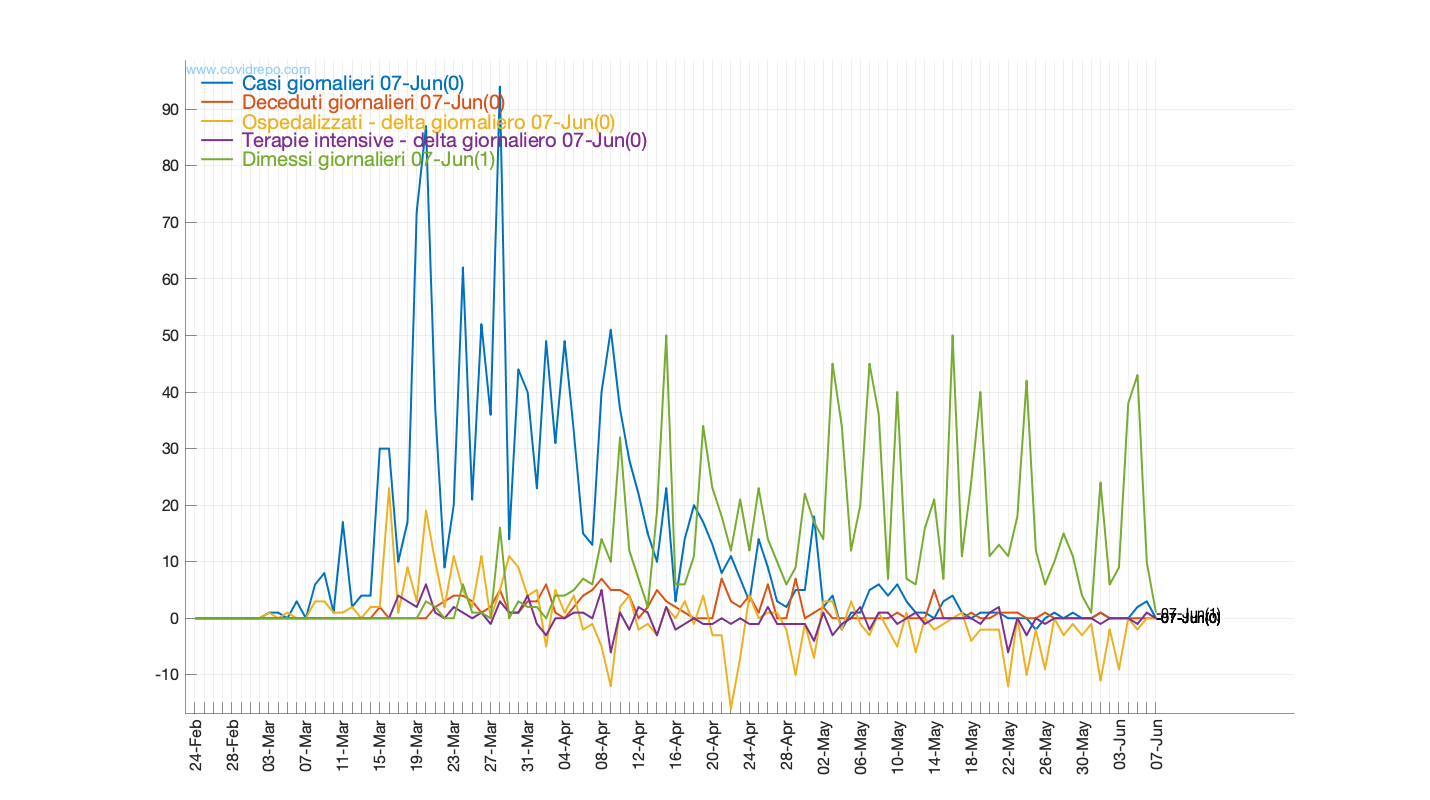 www.covidrepo.com
Casi giornalieri 07-Jun(0)
Deceduti giornalieri 07-Jun(0)
Ospedalizzati - delta giornaliero 07-Jun(0)
Terapie intensive - delta giornaliero 07-Jun(0)
Dimessi giornalieri 07-Jun(1)
90
80
70
60
50
40
30
20
10
0
-10
07-Jun(1)
07-Jun(0)
24-Feb
28-Feb
03-Mar
07-Mar
11-Mar
15-Mar
19-Mar
23-Mar
27-Mar
31-Mar
04-Apr
08-Apr
12-Apr
16-Apr
20-Apr
24-Apr
28-Apr
02-May
06-May
10-May
14-May
18-May
22-May
26-May
30-May
03-Jun
07-Jun